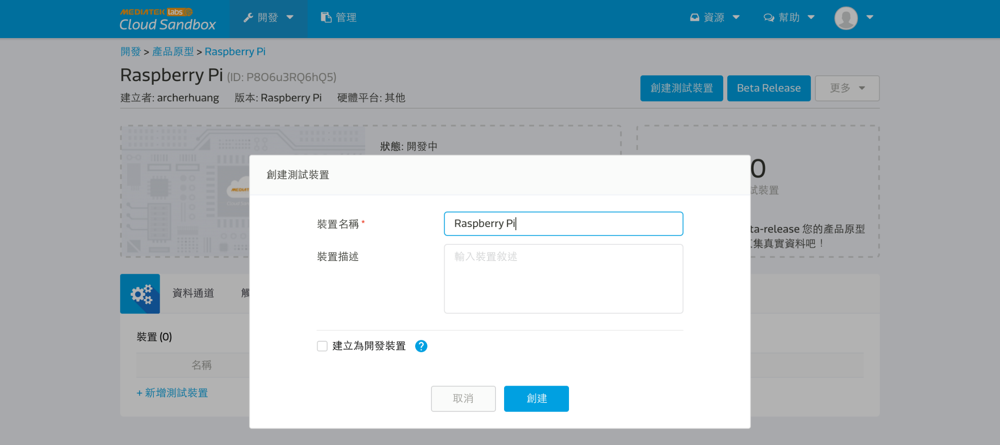 MEDIATEK labs
Cloud Sandbox
開發
管理
資源
幫助
開發 > 產品原型 > Raspberry Pi
Raspberry Pi (ID: P8O6u3RQ6hQ5)
建立者: archerhuang 版本: Raspberry Pi 硬體平台: 其他
創建測試裝置
Beta Release
更多
狀態: 開發中
MEDIAT
Cloud San
0
試裝置
ta-release 您的產品原型
集真實資料吧！
創建測試裝置
裝置名稱 *
Raspberry Pi
裝置描述
輸入裝置敘述
建立為開發裝置 ?
取消
創建
資料通道
觸
裝置 (0)
名稱
+ 新增測試裝置